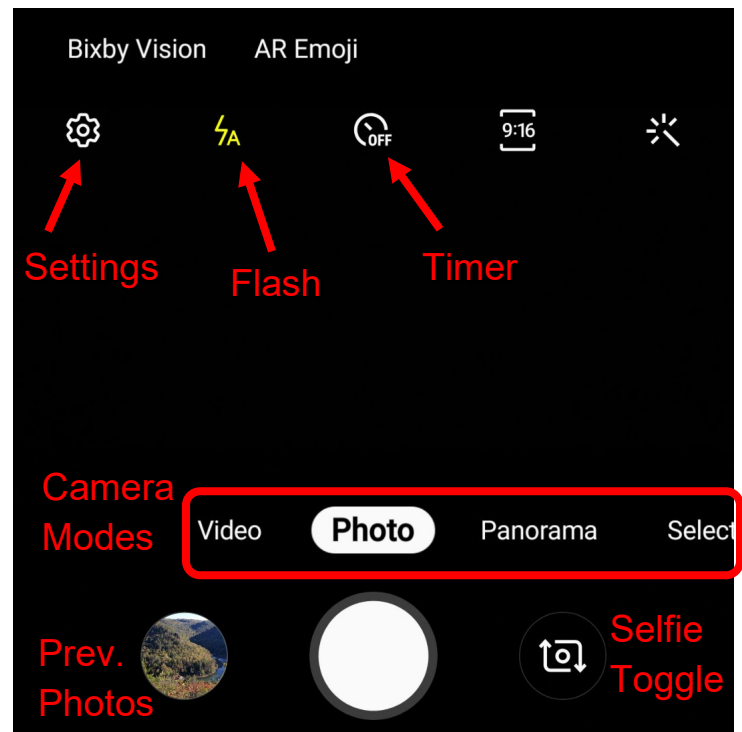 Bixby Vision AR Emoji
A OFF 9:16
Settings Flash Timer
Camera
Modes
Video Photo Panorama Select
Prev.
Photos
Selfie
Toggle